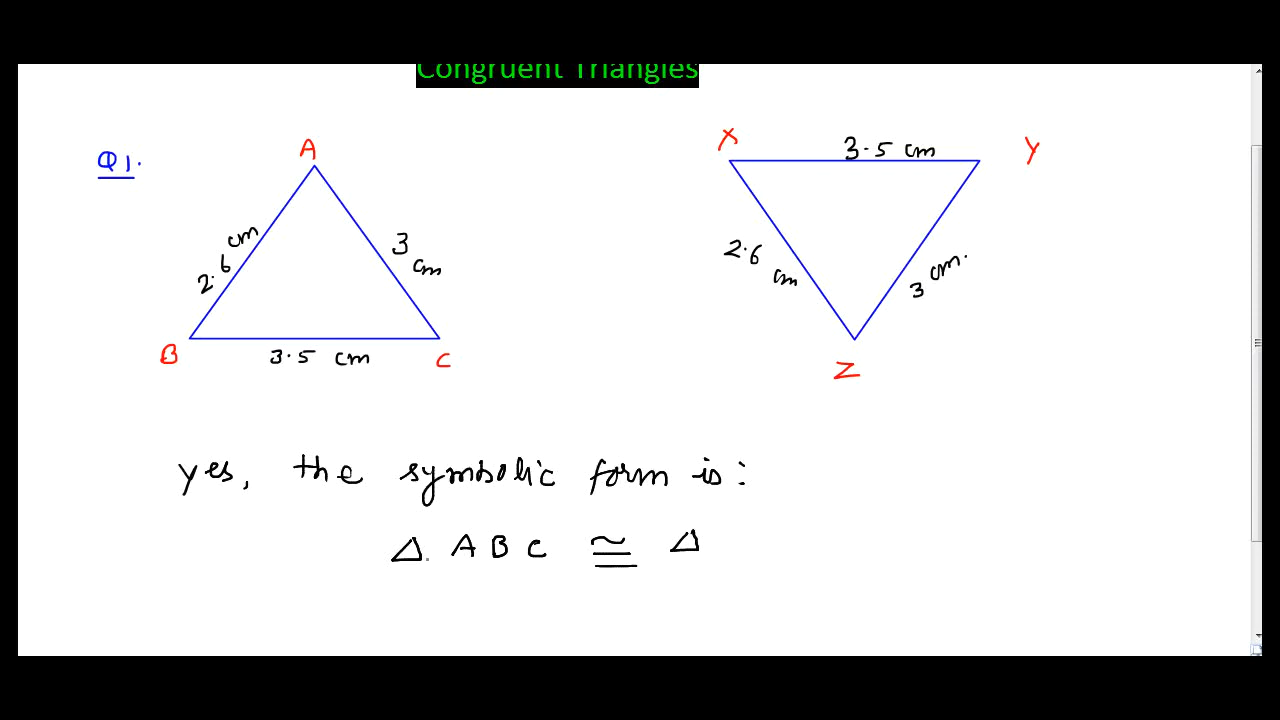 Congruent Triangles
Q1.
A
X
3.5 cm
Y
2.6 cm
3 cm
2.6 cm
3 cm.
B
3.5 cm
C
Z
yes, the symbolic form is:
Δ ABC ≅ Δ